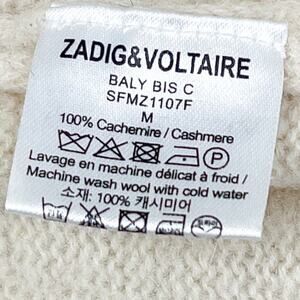 ZADIG&VOLTAIRE
BALY BIS C
SFMZ1107F
M
100% Cachemire / Cashmere
Lavage en machine délicat à froid /
Machine wash wool with cold water
소재: 100% 캐시미어